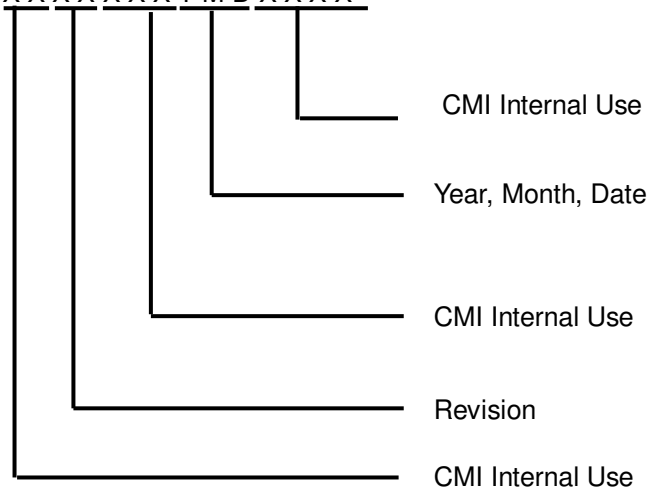 CMI Internal Use
Year, Month, Date
CMI Internal Use
Revision
CMI Internal Use